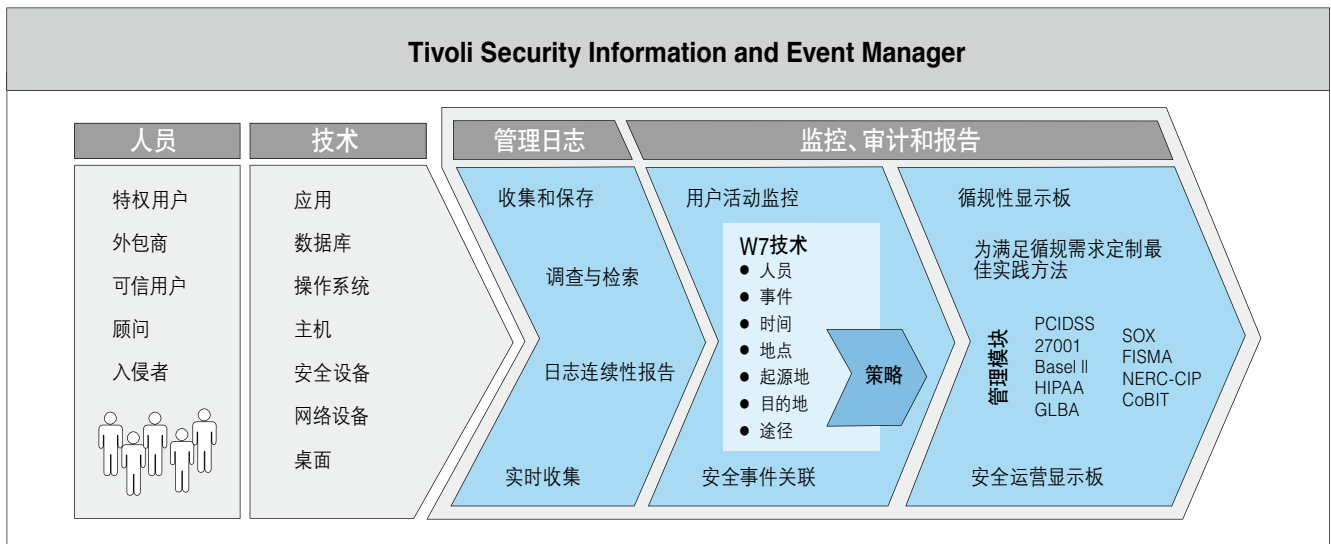 Tivoli Security Information and Event Manager
人员
特权用户
外包商
可信用户
顾问
入侵者
技术
应用
数据库
操作系统
主机
安全设备
网络设备
桌面
管理日志
收集和保存
调查与检索
日志连续性报告
实时收集
监控、审计和报告
用户活动监控
W7技术
● 人员
● 事件
● 时间
● 地点
● 起源地
● 目的地
● 途径
策略
安全事件关联
循规性显示板
为满足循规需求定制最
佳实践方法
管理模块
PCIDSS
27001
Basel II
HIPAA
GLBA
SOX
FISMA
NERC-CIP
CoBIT
安全运营显示板